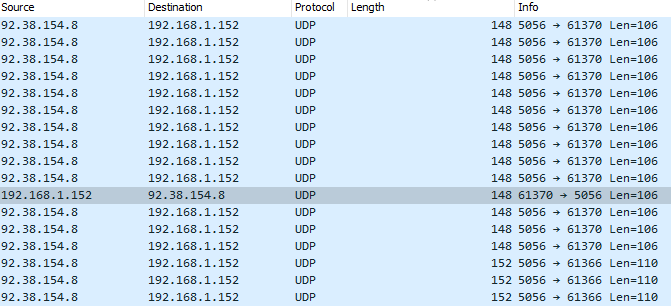 Source Destination Protocol Length Info
92.38.154.8 192.168.1.152 UDP 148 5056 → 61370 Len=106
92.38.154.8 192.168.1.152 UDP 148 5056 → 61370 Len=106
92.38.154.8 192.168.1.152 UDP 148 5056 → 61370 Len=106
92.38.154.8 192.168.1.152 UDP 148 5056 → 61370 Len=106
92.38.154.8 192.168.1.152 UDP 148 5056 → 61370 Len=106
92.38.154.8 192.168.1.152 UDP 148 5056 → 61370 Len=106
92.38.154.8 192.168.1.152 UDP 148 5056 → 61370 Len=106
92.38.154.8 192.168.1.152 UDP 148 5056 → 61370 Len=106
92.38.154.8 192.168.1.152 UDP 148 5056 → 61370 Len=106
92.38.154.8 192.168.1.152 UDP 148 5056 → 61370 Len=106
192.168.1.152 92.38.154.8 UDP 148 61370 → 5056 Len=106
92.38.154.8 192.168.1.152 UDP 148 5056 → 61370 Len=106
92.38.154.8 192.168.1.152 UDP 148 5056 → 61370 Len=106
92.38.154.8 192.168.1.152 UDP 148 5056 → 61370 Len=106
92.38.154.8 192.168.1.152 UDP 152 5056 → 61366 Len=110
92.38.154.8 192.168.1.152 UDP 152 5056 → 61366 Len=110
92.38.154.8 192.168.1.152 UDP 152 5056 → 61366 Len=110